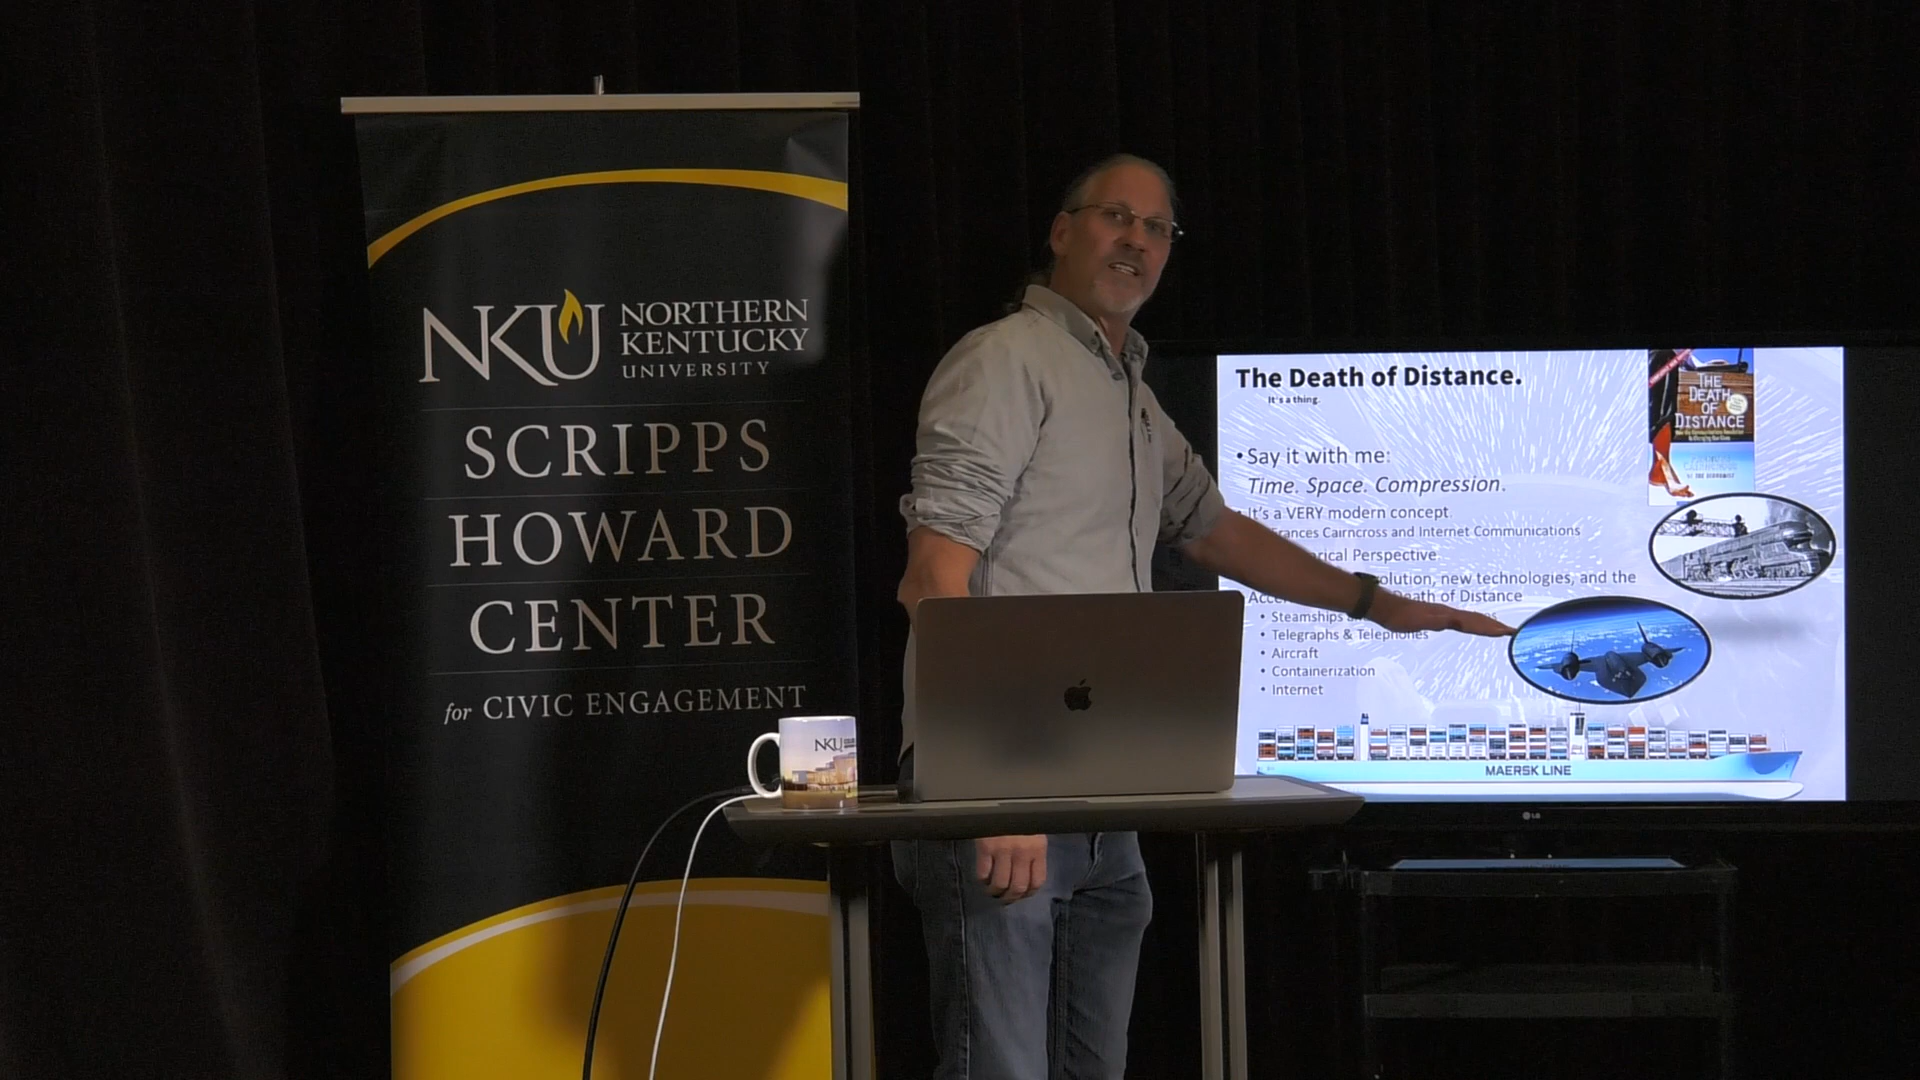 NKU
NORTHERN
KENTUCKY
UNIVERSITY
SCRIPPS
HOWARD
CENTER
for CIVIC ENGAGEMENT
NKU
The Death of Distance.
It's a thing.
• Say it with me:
Time. Space. Compression.
It's a VERY modern concept.
Frances Cairncross and Internet Communications
Perspective
new technologies, and the
Death of Distance
• Steamships
• Telegraphs & Telephones
• Aircraft
• Containerization
• Internet
THE
DEATH
OF
DISTANCE
MAERSK LINE
LG